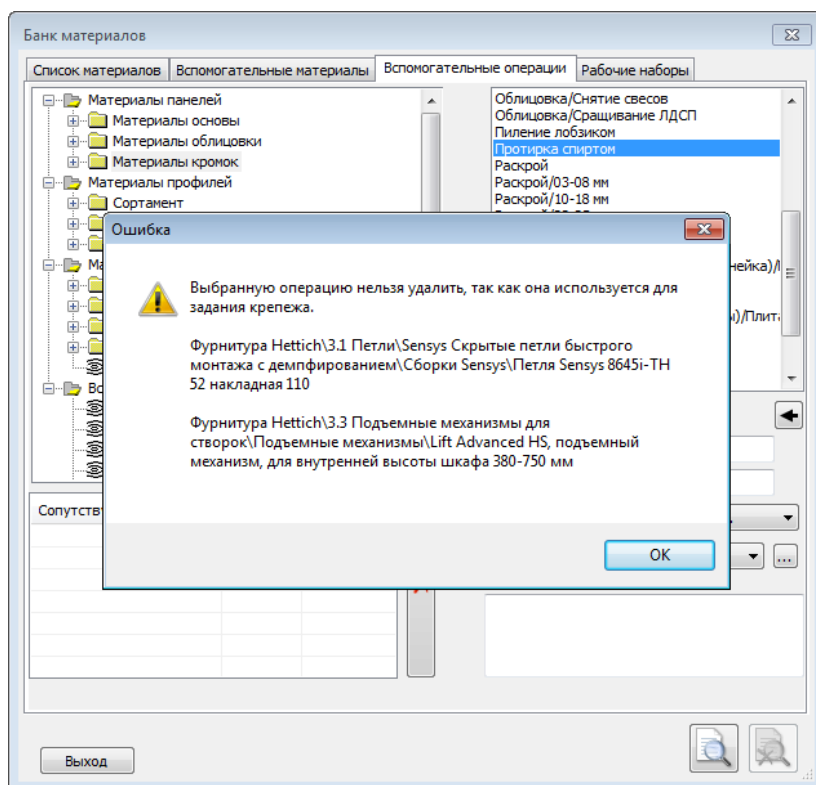 Банк материалов
Список материалов
Вспомогательные материалы
Вспомогательные операции
Рабочие наборы
Материалы панелей
Материалы основы
Материалы облицовки
Материалы кромок
Материалы профилей
Сортамент
Облицовка/Снятие свесов
Облицовка/Сращивание ЛДСП
Пиление лобзиком
Протирка спиртом
Раскрой
Раскрой/03-08 мм
Раскрой/10-18 мм
Ошибка
Выбранную операцию нельзя удалить, так как она используется для
задания крепежа.
Фурнитура Hettich\3.1 Петли\Sensys Скрытые петли быстрого
монтажа с демпфированием\Сборки Sensys\Петля Sensys 8645i-TH
52 накладная 110
Фурнитура Hettich\3.3 Подъемные механизмы для
створок\Подъемные механизмы\Lift Advanced HS, подъемный
механизм, для внутренней высоты шкафа 380-750 мм
OK
...
Выход